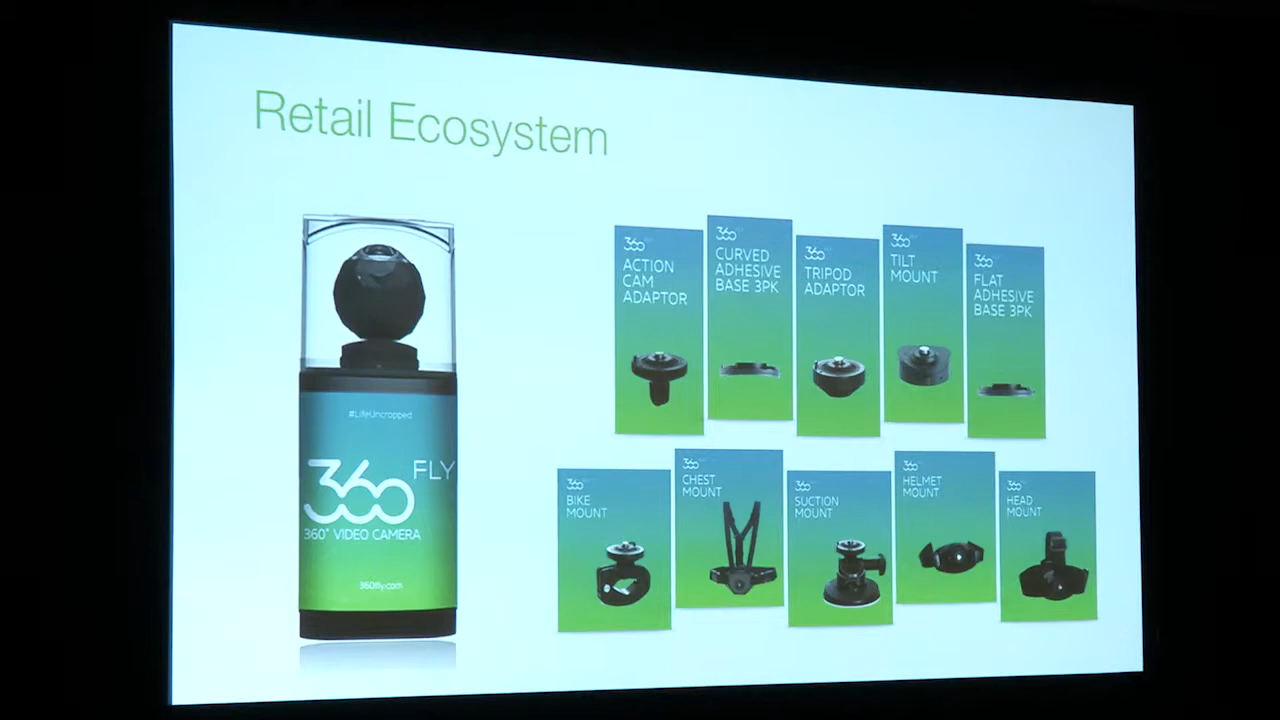 Retail Ecosystem
#LifeUncropped
360 FLY
360° VIDEO CAMERA
360fly.com
360
ACTION
CAM
ADAPTOR
360
CURVED
ADHESIVE
BASE 3PK
360
TRIPOD
ADAPTOR
360
TILT
MOUNT
360
FLAT
ADHESIVE
BASE 3PK
360
BIKE
MOUNT
360
CHEST
MOUNT
360
SUCTION
MOUNT
360
HELMET
MOUNT
360
HEAD
MOUNT